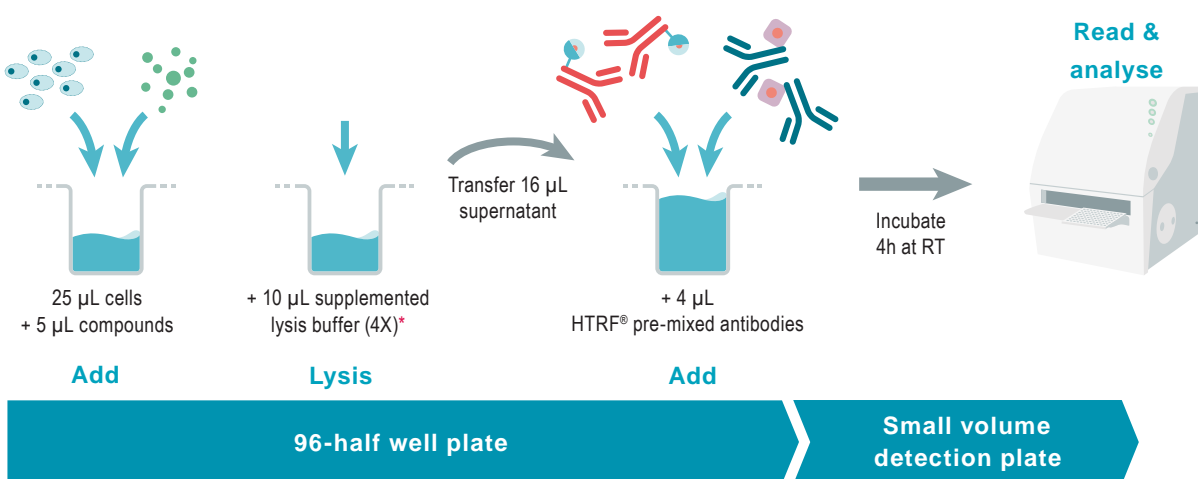 Read &
analyse
Transfer 16 µL
supernatant
Incubate
4h at RT
25 µL cells
+ 5 µL compounds
+ 10 µL supplemented
lysis buffer (4X)*
+ 4 µL
HTRF® pre-mixed antibodies
Add
Lysis
Add
96-half well plate
Small volume
detection plate